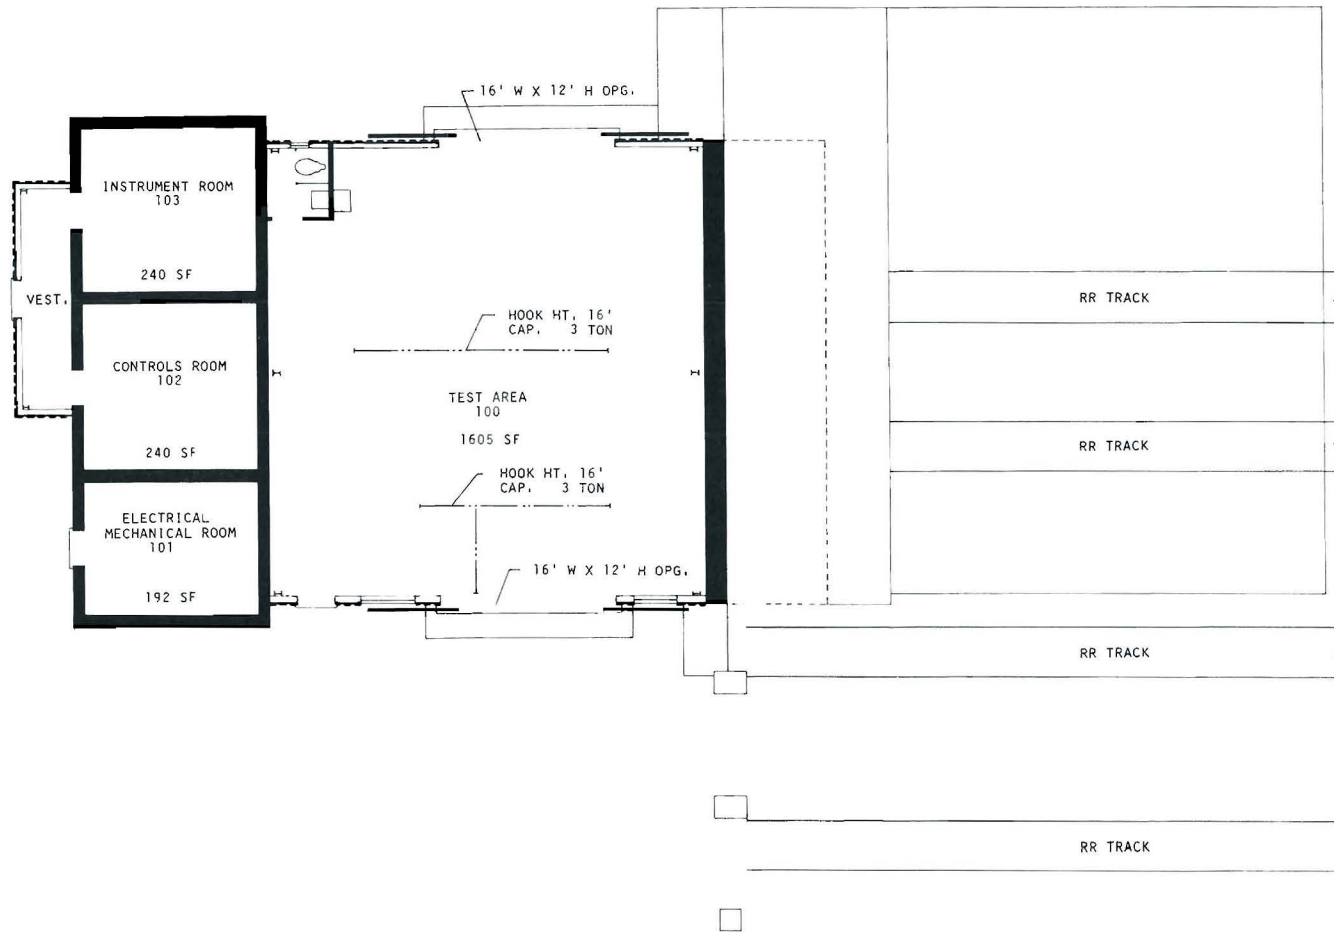 16' W X 12' H OPG.
INSTRUMENT ROOM
103
240 SF
VEST.
RR TRACK
HOOK HT. 16'
CAP. 3 TON
CONTROLS ROOM
102
240 SF
TEST AREA
100
1605 SF
RR TRACK
HOOK HT. 16'
CAP. 3 TON
ELECTRICAL
MECHANICAL ROOM
101
192 SF
16' W X 12' H OPG.
RR TRACK
RR TRACK